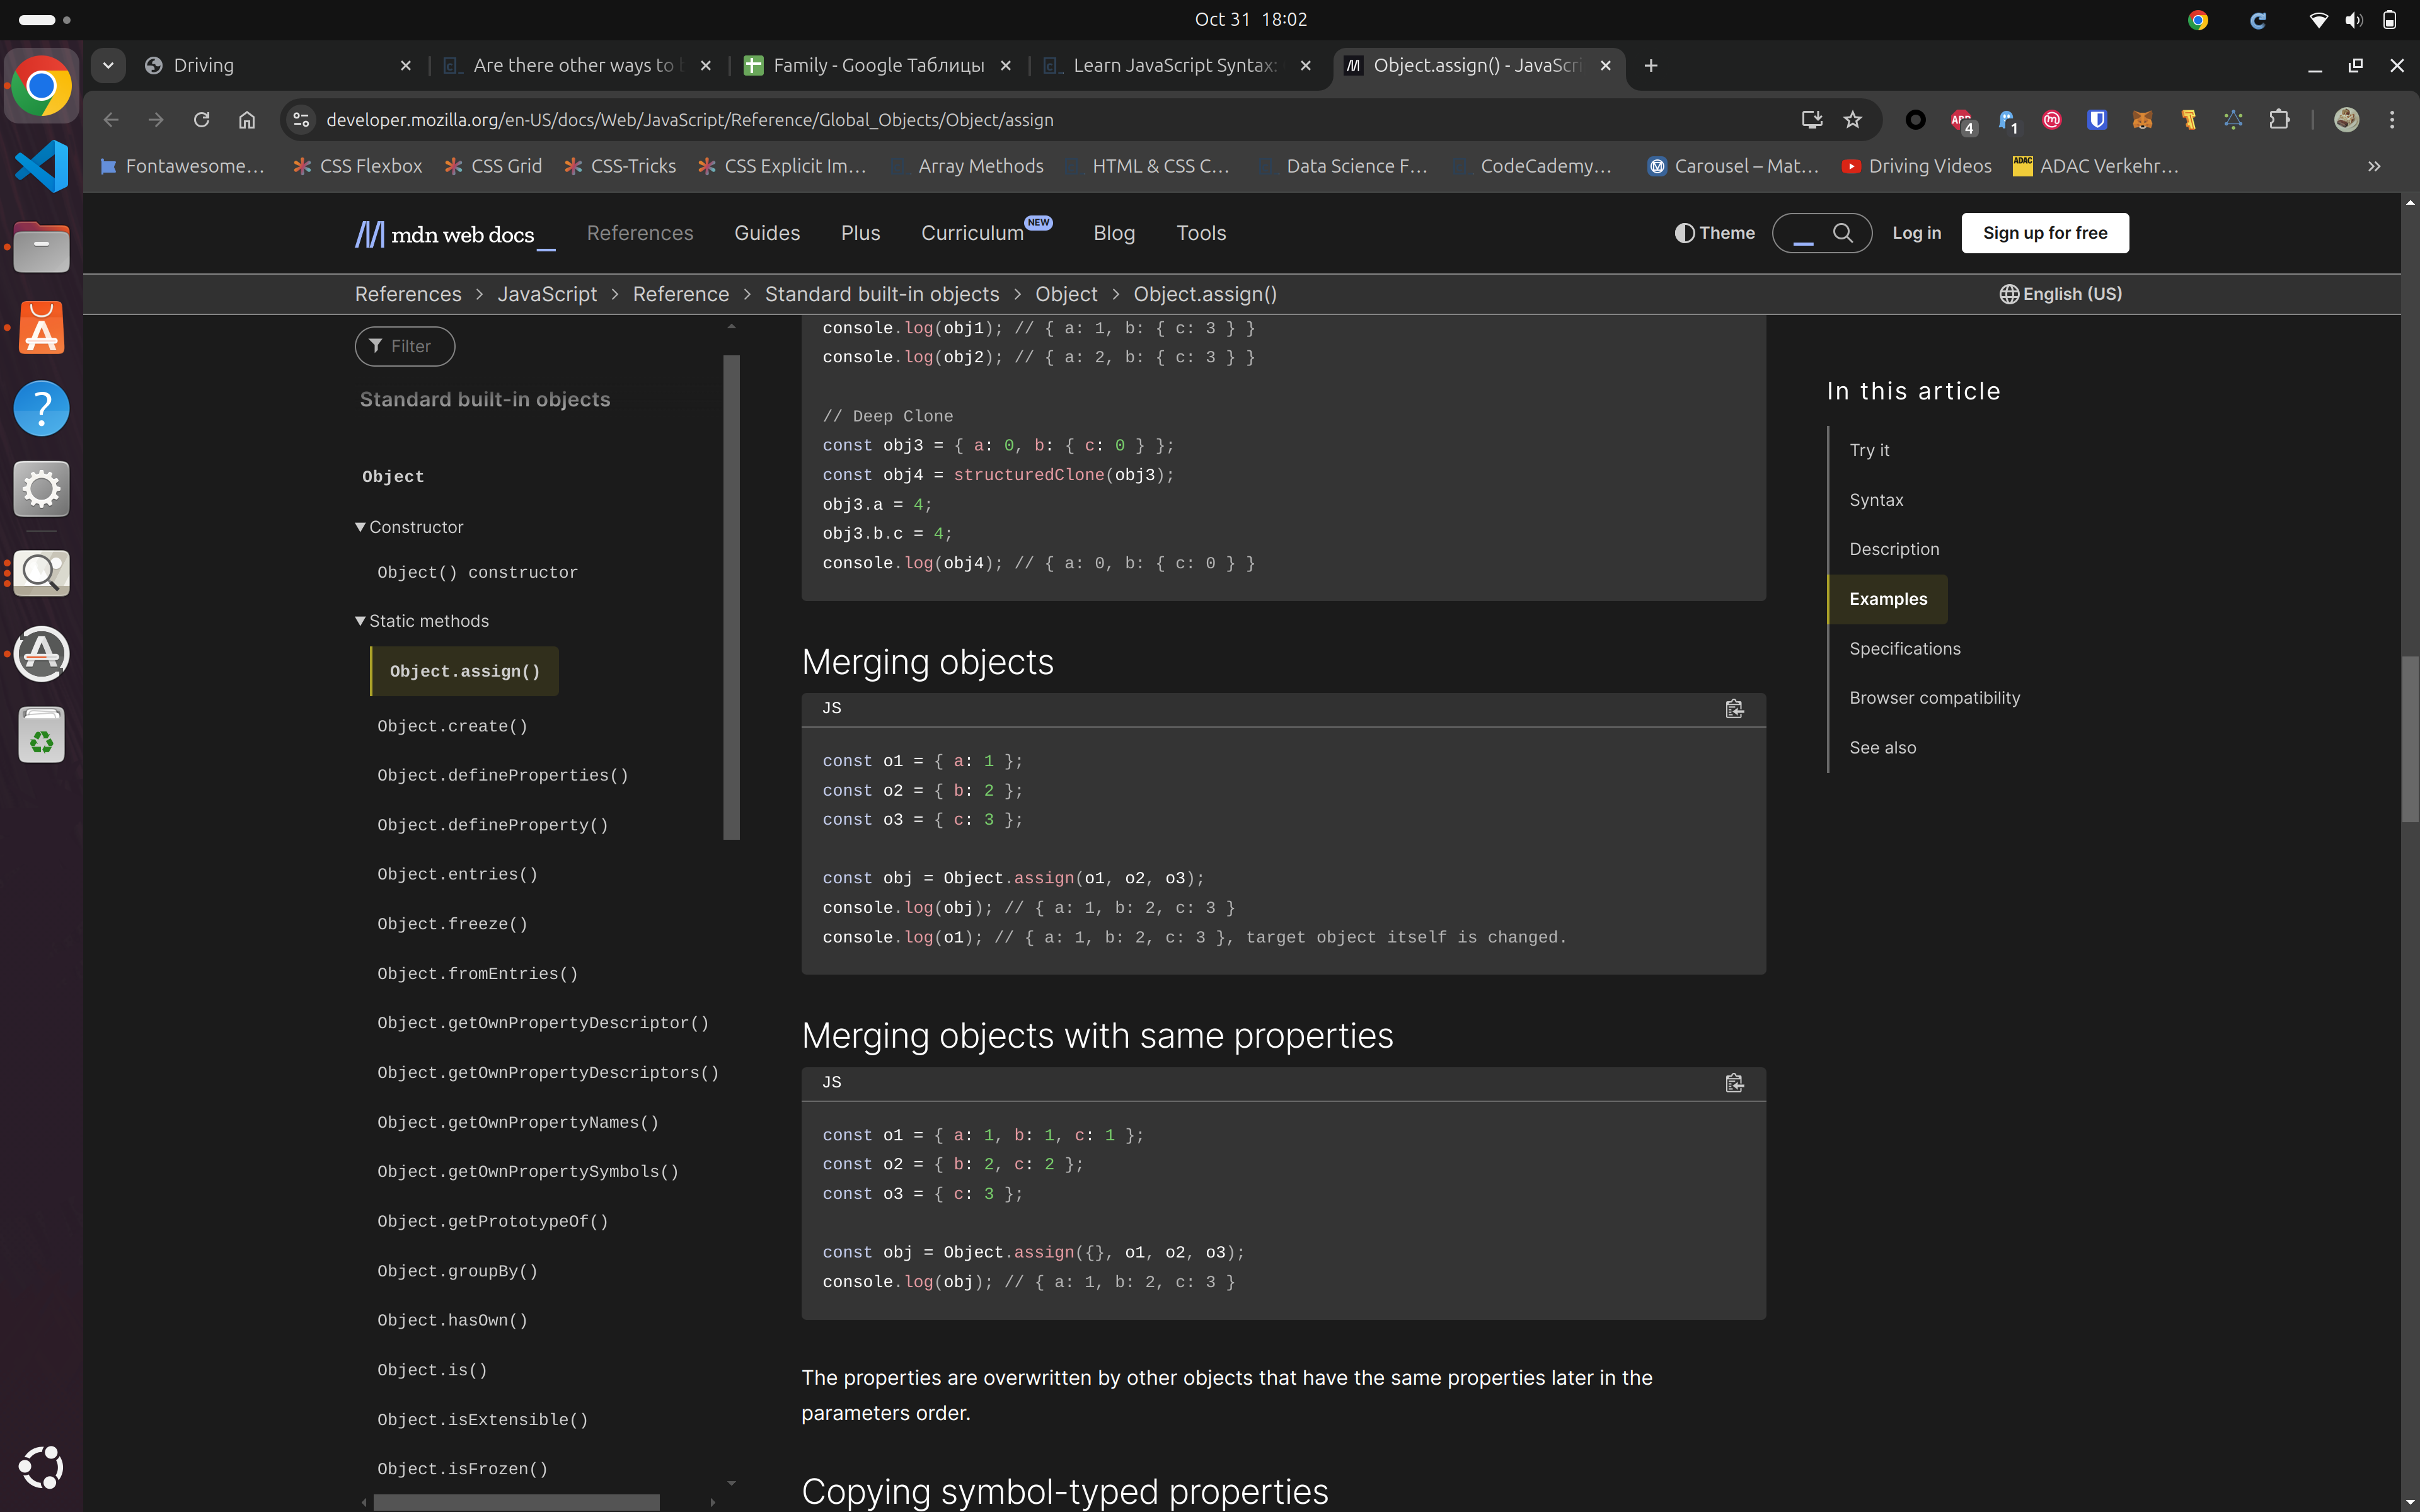 Oct 31 18:02
Driving
Are there other ways to
Family - Google Таблицы
Learn JavaScript Syntax:
Object.assign() - JavaScri
developer.mozilla.org/en-US/docs/Web/JavaScript/Reference/Global_Objects/Object/assign
4
1
Fontawesome...
CSS Flexbox
CSS Grid
CSS-Tricks
CSS Explicit Im...
Array Methods
HTML & CSS C...
Data Science F...
CodeCademy...
Carousel – Mat...
Driving Videos
ADAC Verkehr...
mdn web docs_
References
Guides
Plus
Curriculum NEW
Blog
Tools
Theme
Log in
Sign up for free
References > JavaScript > Reference > Standard built-in objects > Object > Object.assign()
English (US)
Filter
Standard built-in objects
Object
Constructor
Object() constructor
Static methods
Object.assign()
Object.create()
Object.defineProperties()
Object.defineProperty()
Object.entries()
Object.freeze()
Object.fromEntries()
Object.getOwnPropertyDescriptor()
Object.getOwnPropertyDescriptors()
Object.getOwnPropertyNames()
Object.getOwnPropertySymbols()
Object.getPrototypeOf()
Object.groupBy()
Object.hasOwn()
Object.is()
Object.isExtensible()
Object.isFrozen()
console.log(obj1); // { a: 1, b: { c: 3 } }
console.log(obj2); // { a: 2, b: { c: 3 } }
// Deep Clone
const obj3 = { a: 0, b: { c: 0 } };
const obj4 = structuredClone(obj3);
obj3.a = 4;
obj3.b.c = 4;
console.log(obj4); // { a: 0, b: { c: 0 } }
Merging objects
JS
const o1 = { a: 1 };
const o2 = { b: 2 };
const o3 = { c: 3 };
const obj = Object.assign(o1, o2, o3);
console.log(obj); // { a: 1, b: 2, c: 3 }
console.log(o1); // { a: 1, b: 2, c: 3 }, target object itself is changed.
Merging objects with same properties
JS
const o1 = { a: 1, b: 1, c: 1 };
const o2 = { b: 2, c: 2 };
const o3 = { c: 3 };
const obj = Object.assign({}, o1, o2, o3);
console.log(obj); // { a: 1, b: 2, c: 3 }
The properties are overwritten by other objects that have the same properties later in the
parameters order.
Copying symbol-typed properties
In this article
Try it
Syntax
Description
Examples
Specifications
Browser compatibility
See also